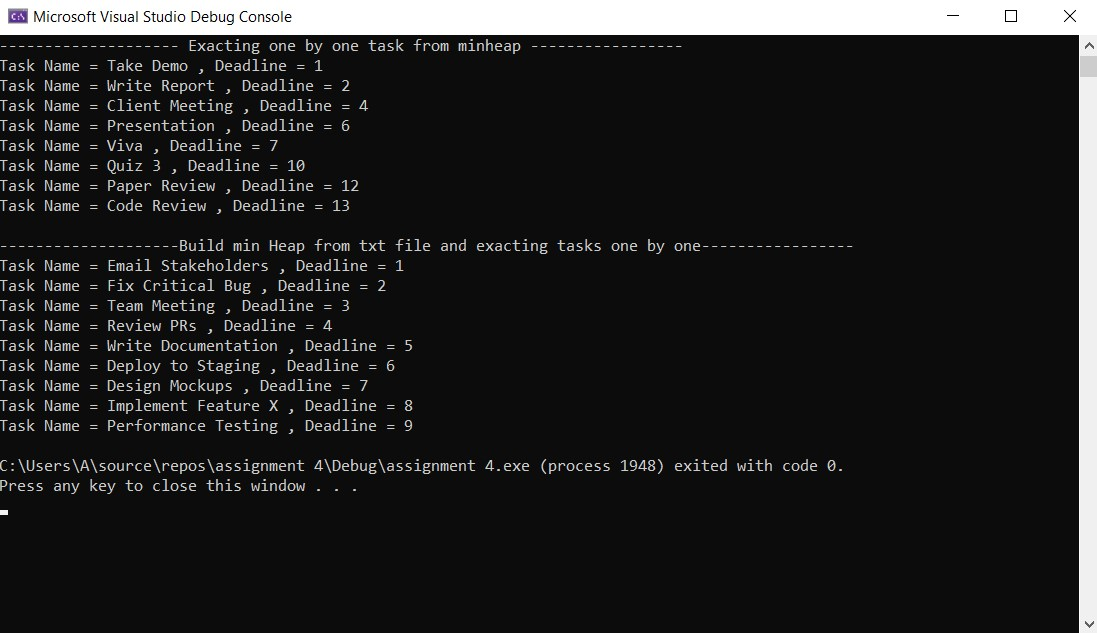 Microsoft Visual Studio Debug Console
-------------------- Exacting one by one task from minheap -----------------
Task Name = Take Demo , Deadline = 1
Task Name = Write Report , Deadline = 2
Task Name = Client Meeting , Deadline = 4
Task Name = Presentation , Deadline = 6
Task Name = Viva , Deadline = 7
Task Name = Quiz 3 , Deadline = 10
Task Name = Paper Review , Deadline = 12
Task Name = Code Review , Deadline = 13
--------------------Build min Heap from txt file and exacting tasks one by one-----------------
Task Name = Email Stakeholders , Deadline = 1
Task Name = Fix Critical Bug , Deadline = 2
Task Name = Team Meeting , Deadline = 3
Task Name = Review PRs , Deadline = 4
Task Name = Write Documentation , Deadline = 5
Task Name = Deploy to Staging , Deadline = 6
Task Name = Design Mockups , Deadline = 7
Task Name = Implement Feature X , Deadline = 8
Task Name = Performance Testing , Deadline = 9
C:\Users\A\source\repos\assignment 4\Debug\assignment 4.exe (process 1948) exited with code 0.
Press any key to close this window . . .